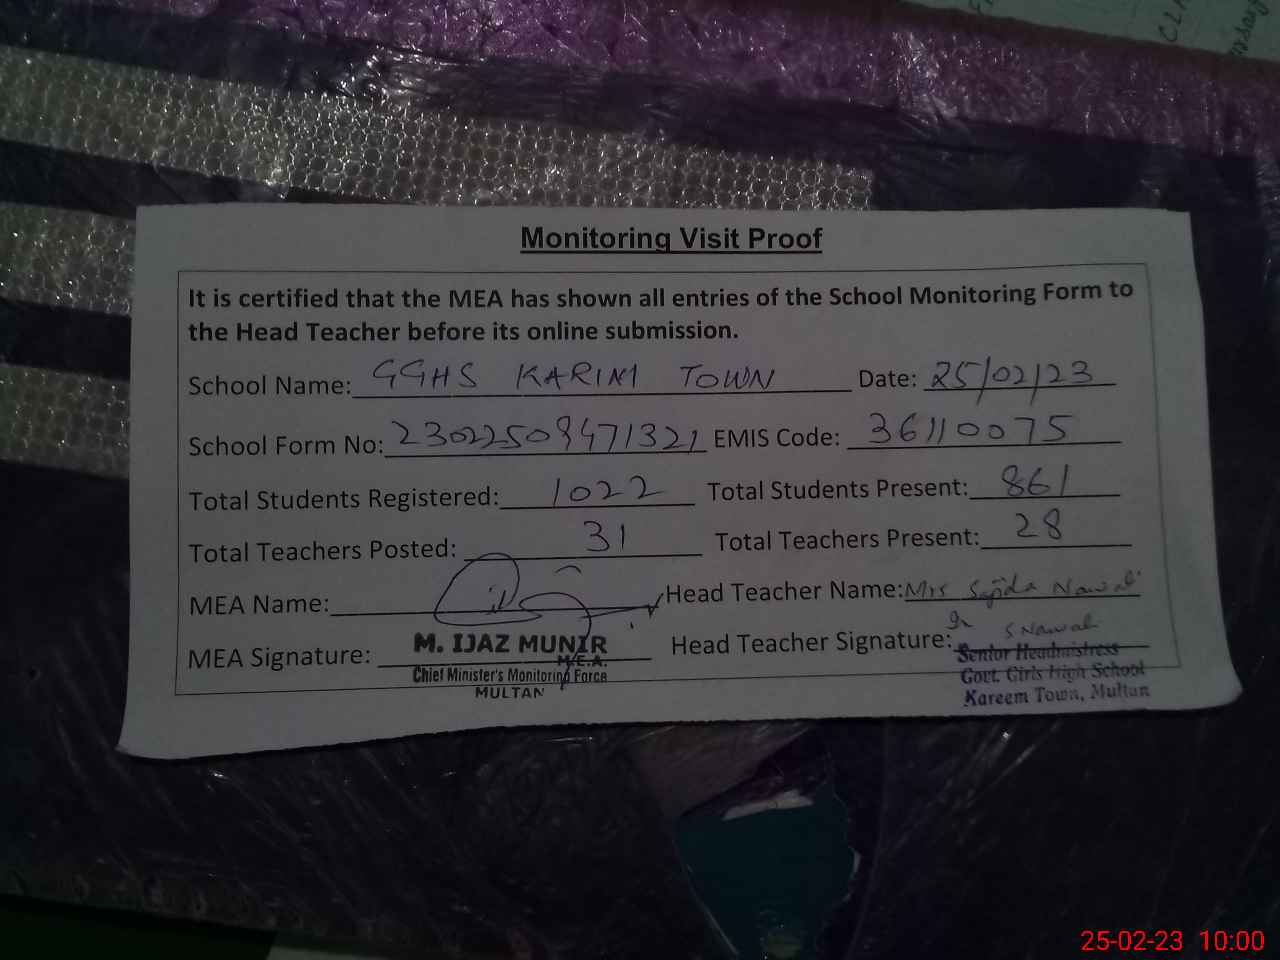 Monitoring Visit Proof
It is certified that the MEA has shown all entries of the School Monitoring Form to
the Head Teacher before its online submission.
School Name: GGHS KARIM TOWN Date: 25/02/23
School Form No: 23022509471321 EMIS Code: 36110075
Total Students Registered: 1022 Total Students Present: 861
Total Teachers Posted: 31 Total Teachers Present: 28
MEA Name: Head Teacher Name: Mrs Sajida Nawal
MEA Signature: Head Teacher Signature: SNawal
M. IJAZ MUNIR
M.E.A.
Chief Minister's Monitoring Force
MULTAN
Senior Headmistress
Govt. Girls High School
Kareem Town, Multan
25-02-23 10:00